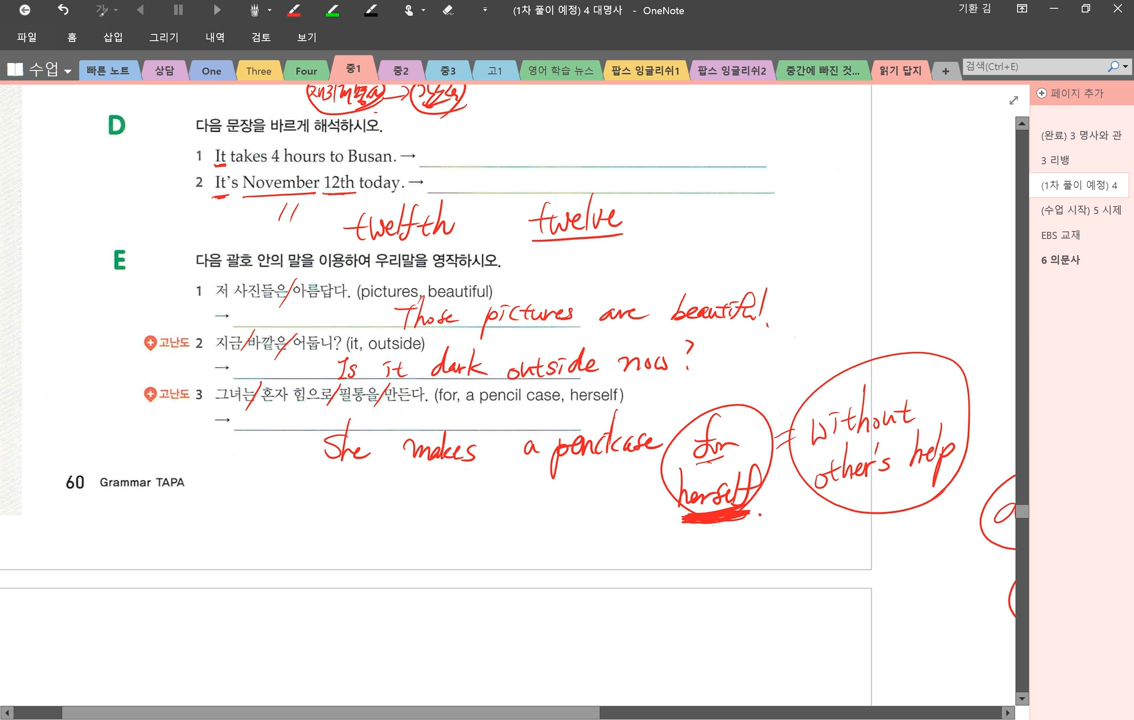 (1차 풀이 예정) 4 대명사 - OneNote
기환 김
파일 홈 삽입 그리기 내역 검토 보기
수업 빠른 노트 상담 One Three Four 중1 중2 중3 고1 영어 학습 뉴스 팝스 잉글리쉬1 팝스 잉글리쉬2 중간에 빠진 것... 읽기 답지 + 검색(Ctrl+E)
페이지 추가
(완료) 3 명사와 관
3 리뱅
(1차 풀이 예정) 4
(수업 시작) 5 시제
EBS 교재
6 의문사
D 다음 문장을 바르게 해석하시오.
1 It takes 4 hours to Busan. →
2 It's November 12th today. →
11 twelfth twelve
E 다음 괄호 안의 말을 이용하여 우리말을 영작하시오.
1 저 사진들은 아름답다. (pictures, beautiful)
→ Those pictures are beautiful!
고난도 2 지금 바깥은 어둡니? (it, outside)
→ Is it dark outside now?
고난도 3 그녀는 혼자 힘으로 필통을 만든다. (for, a pencil case, herself)
→ She makes a pencilcase for herself. = without other's help
60 Grammar TAPA